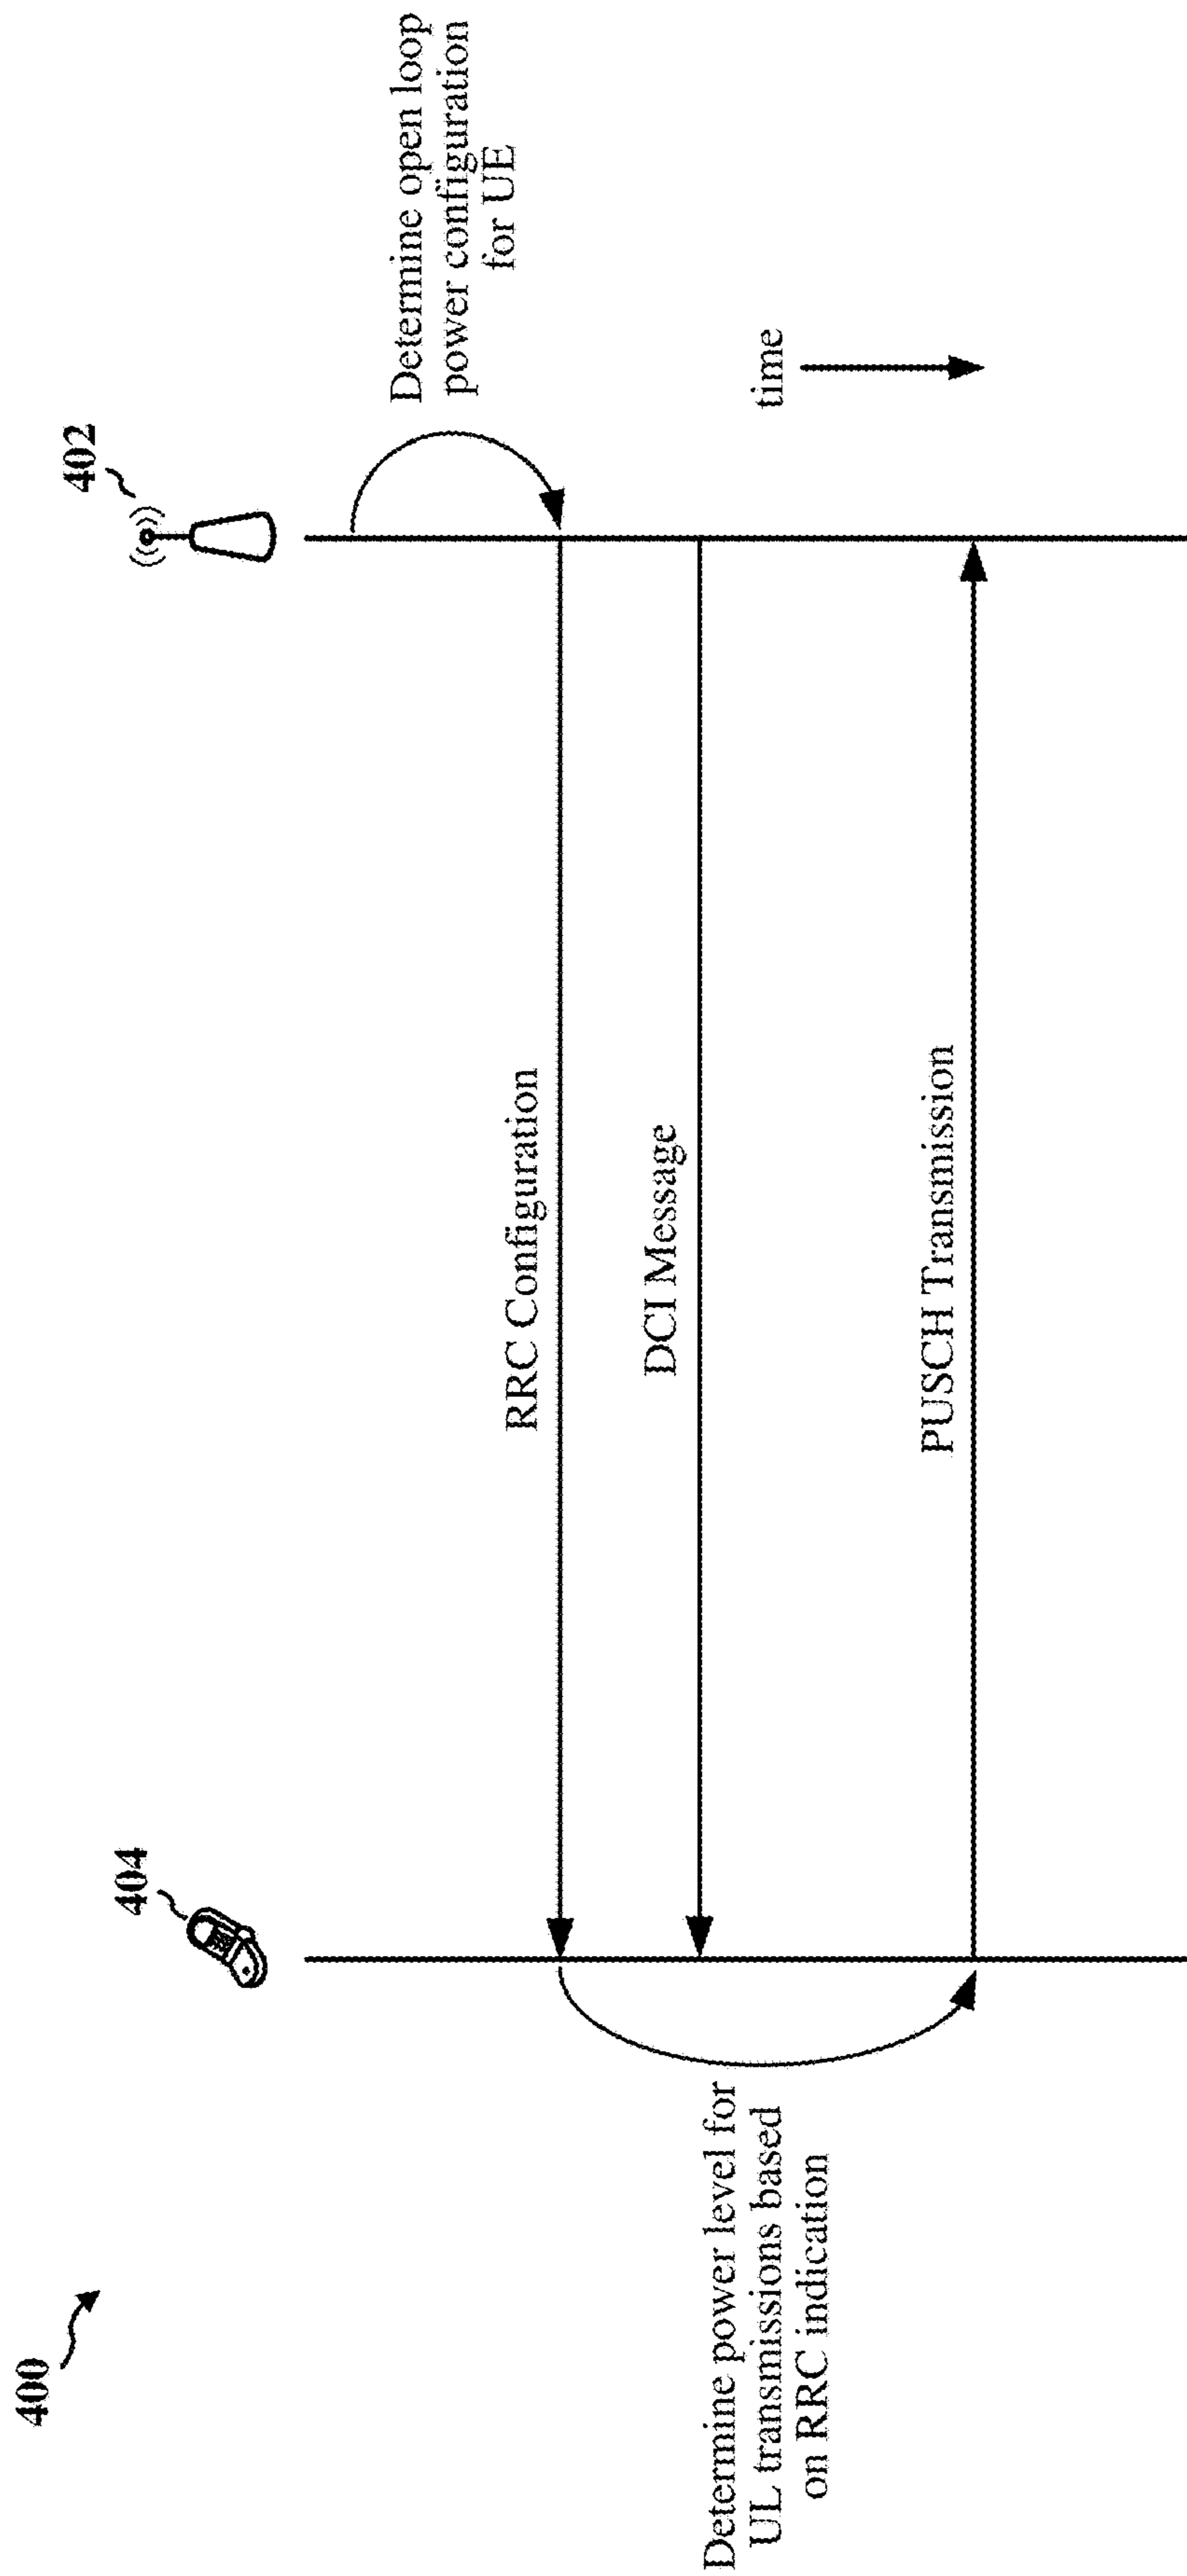 400
404
402
Determine open loop
power configuration
for UE
RRC Configuration
DCI Message
time
Determine power level for
UL transmissions based
on RRC indication
PUSCH Transmission